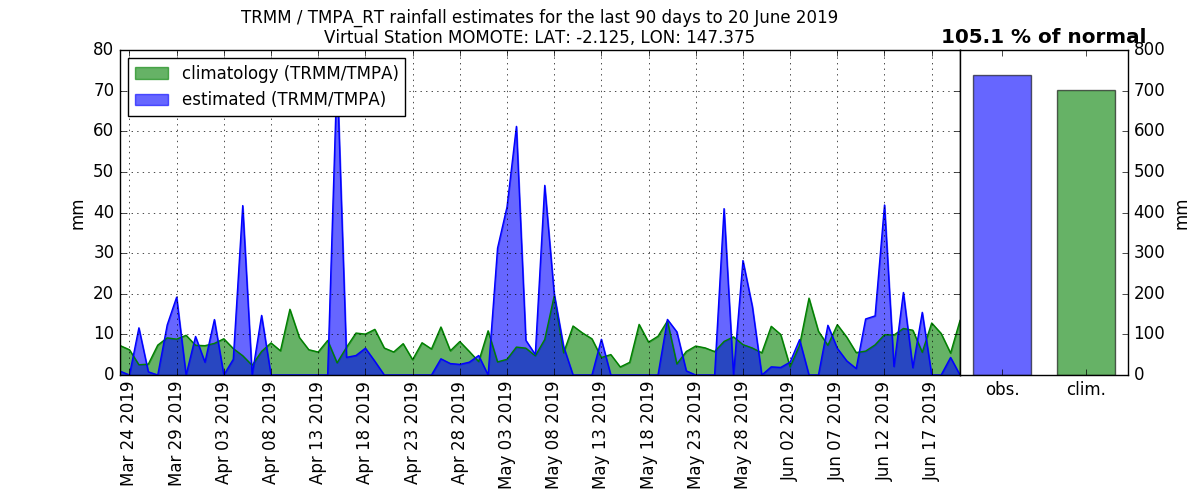 TRMM / TMPA_RT rainfall estimates for the last 90 days to 20 June 2019
Virtual Station MOMOTE: LAT: -2.125, LON: 147.375
105.1 % of normal
climatology (TRMM/TMPA)
estimated (TRMM/TMPA)
80
70
60
50
40
30
20
10
0
mm
800
700
600
500
400
300
200
100
0
mm
obs.
clim.
Mar 24 2019
Mar 29 2019
Apr 03 2019
Apr 08 2019
Apr 13 2019
Apr 18 2019
Apr 23 2019
Apr 28 2019
May 03 2019
May 08 2019
May 13 2019
May 18 2019
May 23 2019
May 28 2019
Jun 02 2019
Jun 07 2019
Jun 12 2019
Jun 17 2019